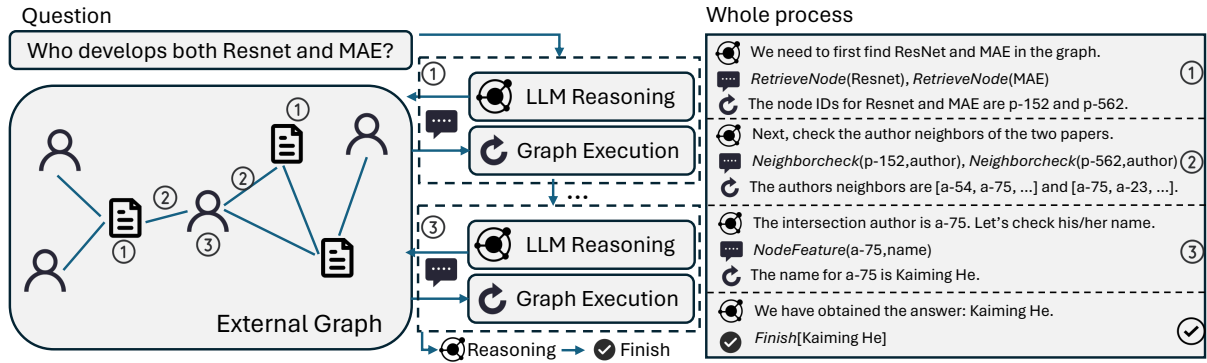 Question
Who develops both Resnet and MAE?
①
LLM Reasoning
Graph Execution
...
③
LLM Reasoning
Graph Execution
Reasoning
Finish
①
②
②
①
③
External Graph
Whole process
We need to first find ResNet and MAE in the graph.
RetrieveNode(Resnet), RetrieveNode(MAE)
①
The node IDs for Resnet and MAE are p-152 and p-562.
Next, check the author neighbors of the two papers.
Neighborcheck(p-152,author), Neighborcheck(p-562,author)
②
The authors neighbors are [a-54, a-75, ...] and [a-75, a-23, ...].
The intersection author is a-75. Let's check his/her name.
NodeFeature(a-75,name)
③
The name for a-75 is Kaiming He.
We have obtained the answer: Kaiming He.
Finish[Kaiming He]